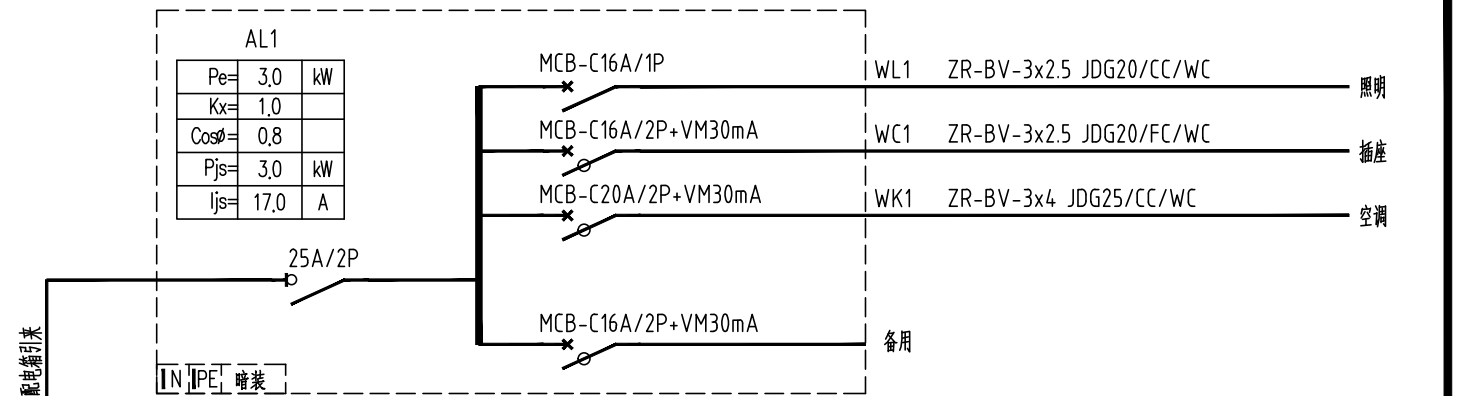 AL1
Pe= 3.0 kW
Kx= 1.0
Cosø= 0.8
Pjs= 3.0 kW
Ijs= 17.0 A
MCB-C16A/1P WL1 ZR-BV-3x2.5 JDG20/CC/WC 照明
MCB-C16A/2P+VM30mA WC1 ZR-BV-3x2.5 JDG20/FC/WC 插座
MCB-C20A/2P+VM30mA WK1 ZR-BV-3x4 JDG25/CC/WC 空调
25A/2P
MCB-C16A/2P+VM30mA 备用
配电箱引来
N PE 暗装